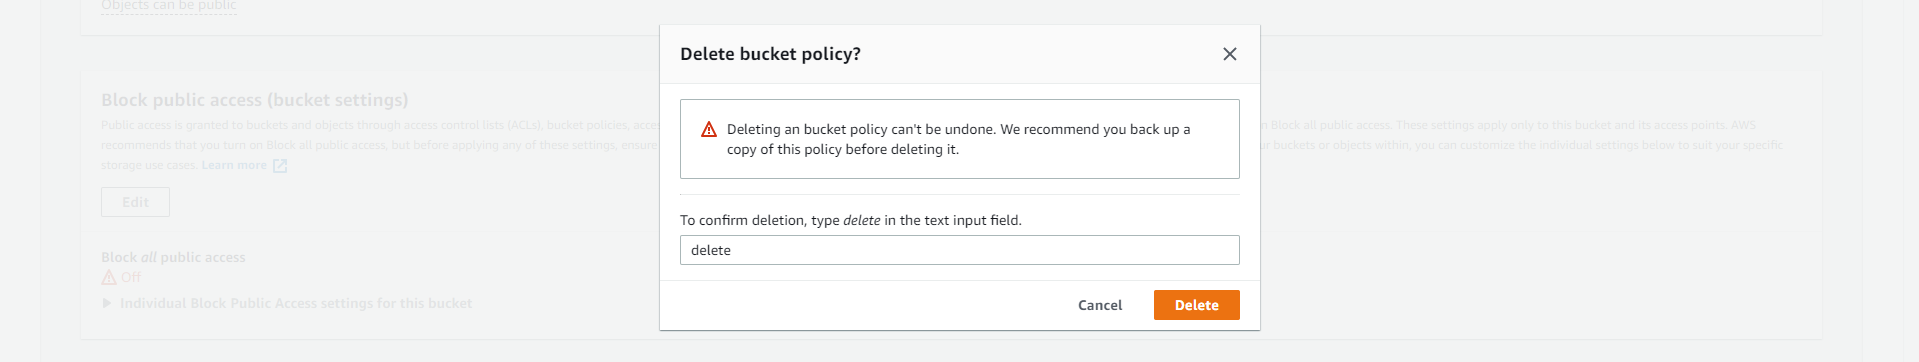 Objects can be public
Delete bucket policy?
Block public access (bucket settings)
Public access is granted to buckets and objects through access control lists (ACLs), bucket policies, acce
Block all public access. These settings apply only to this bucket and its access points. AWS
recommends that you turn on Block all public access, but before applying any of these settings, ensure
buckets or objects within, you can customize the individual settings below to suit your specific
storage use cases. Learn more
Edit
Block all public access
Off
Individual Block Public Access settings for this bucket
Deleting an bucket policy can't be undone. We recommend you back up a
copy of this policy before deleting it.
To confirm deletion, type delete in the text input field.
delete
Cancel
Delete